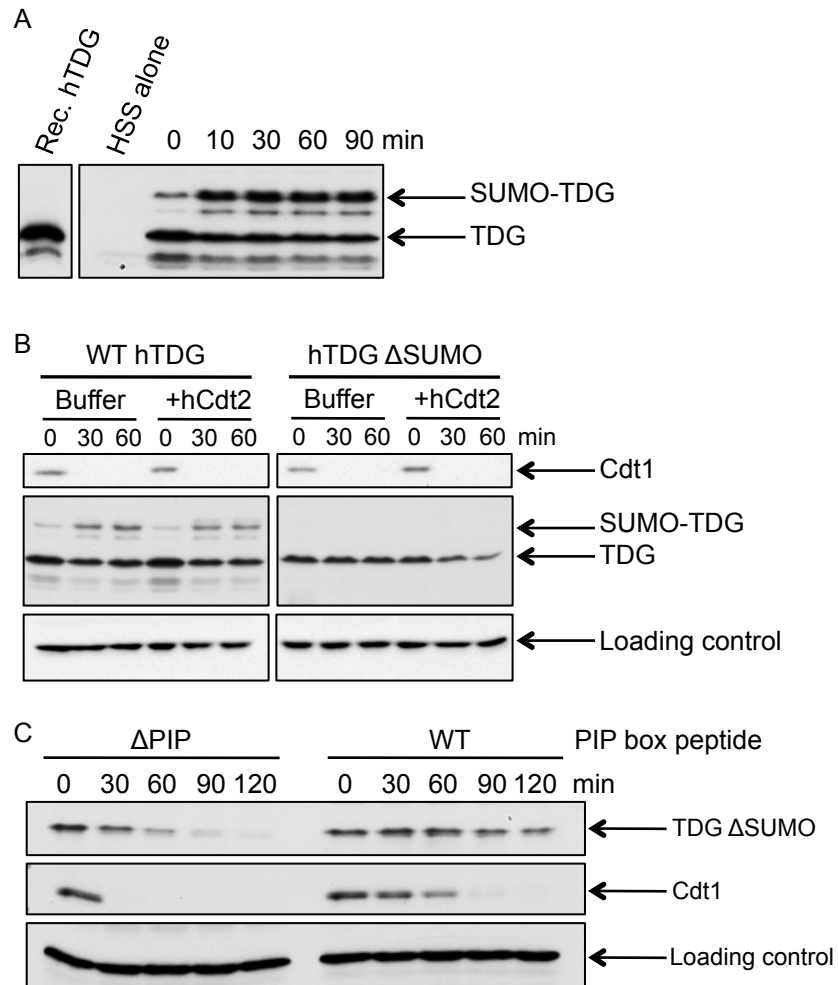 A
Rec. hTDG
HSS alone
0 10 30 60 90 min
SUMO-TDG
TDG
B
WT hTDG hTDG ΔSUMO
Buffer +hCdt2 Buffer +hCdt2
0 30 60 0 30 60 0 30 60 0 30 60 min
Cdt1
SUMO-TDG
TDG
Loading control
C
ΔPIP WT PIP box peptide
0 30 60 90 120 0 30 60 90 120 min
TDG ΔSUMO
Cdt1
Loading control